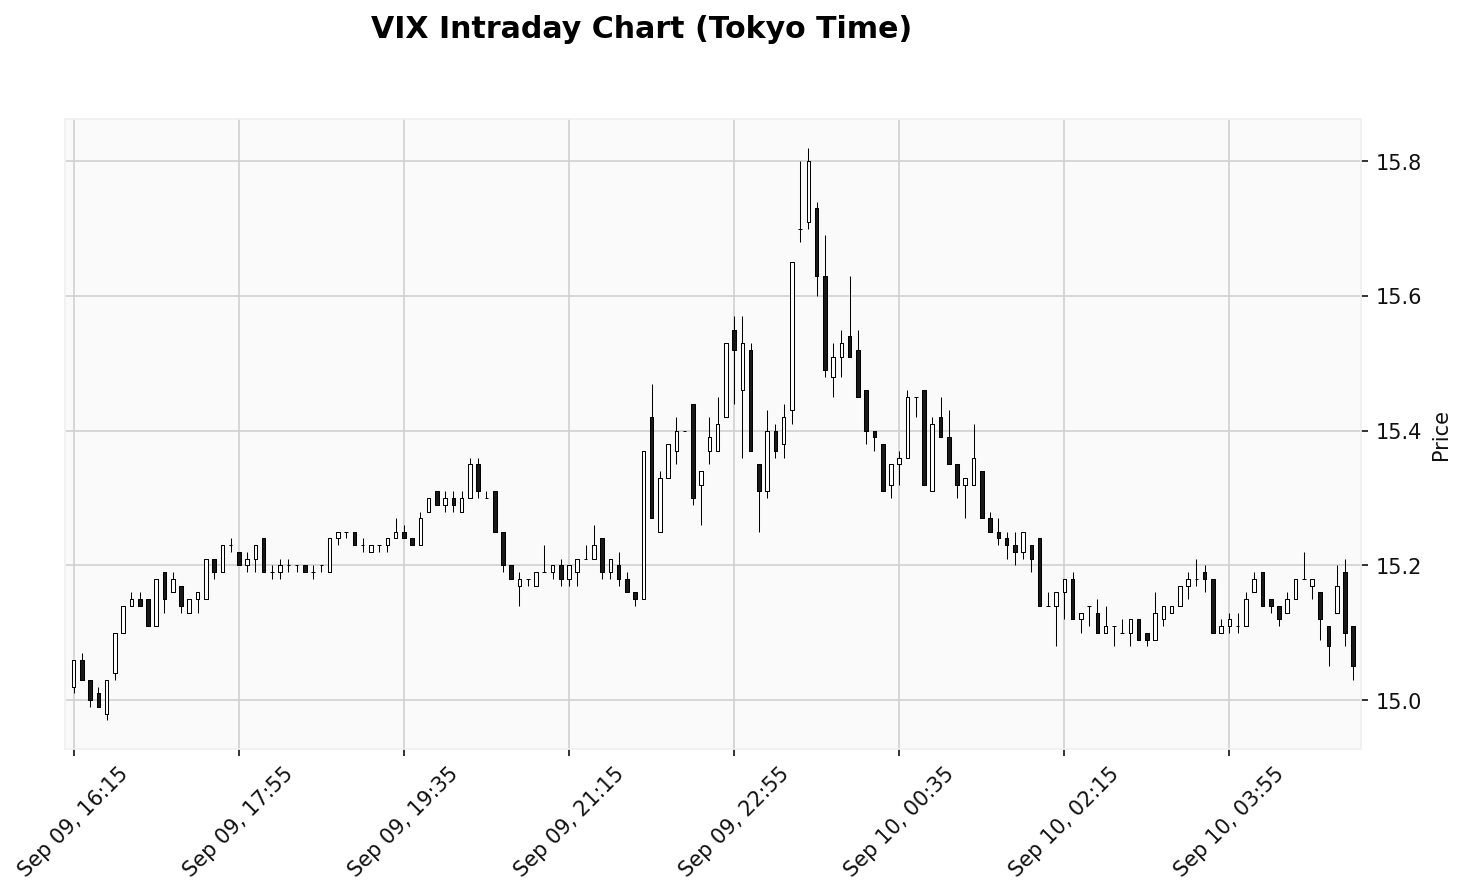 VIX Intraday Chart (Tokyo Time)
15.8
15.6
15.4
15.2
15.0
Price
Sep 09, 16:15
Sep 09, 17:55
Sep 09, 19:35
Sep 09, 21:15
Sep 09, 22:55
Sep 10, 00:35
Sep 10, 02:15
Sep 10, 03:55